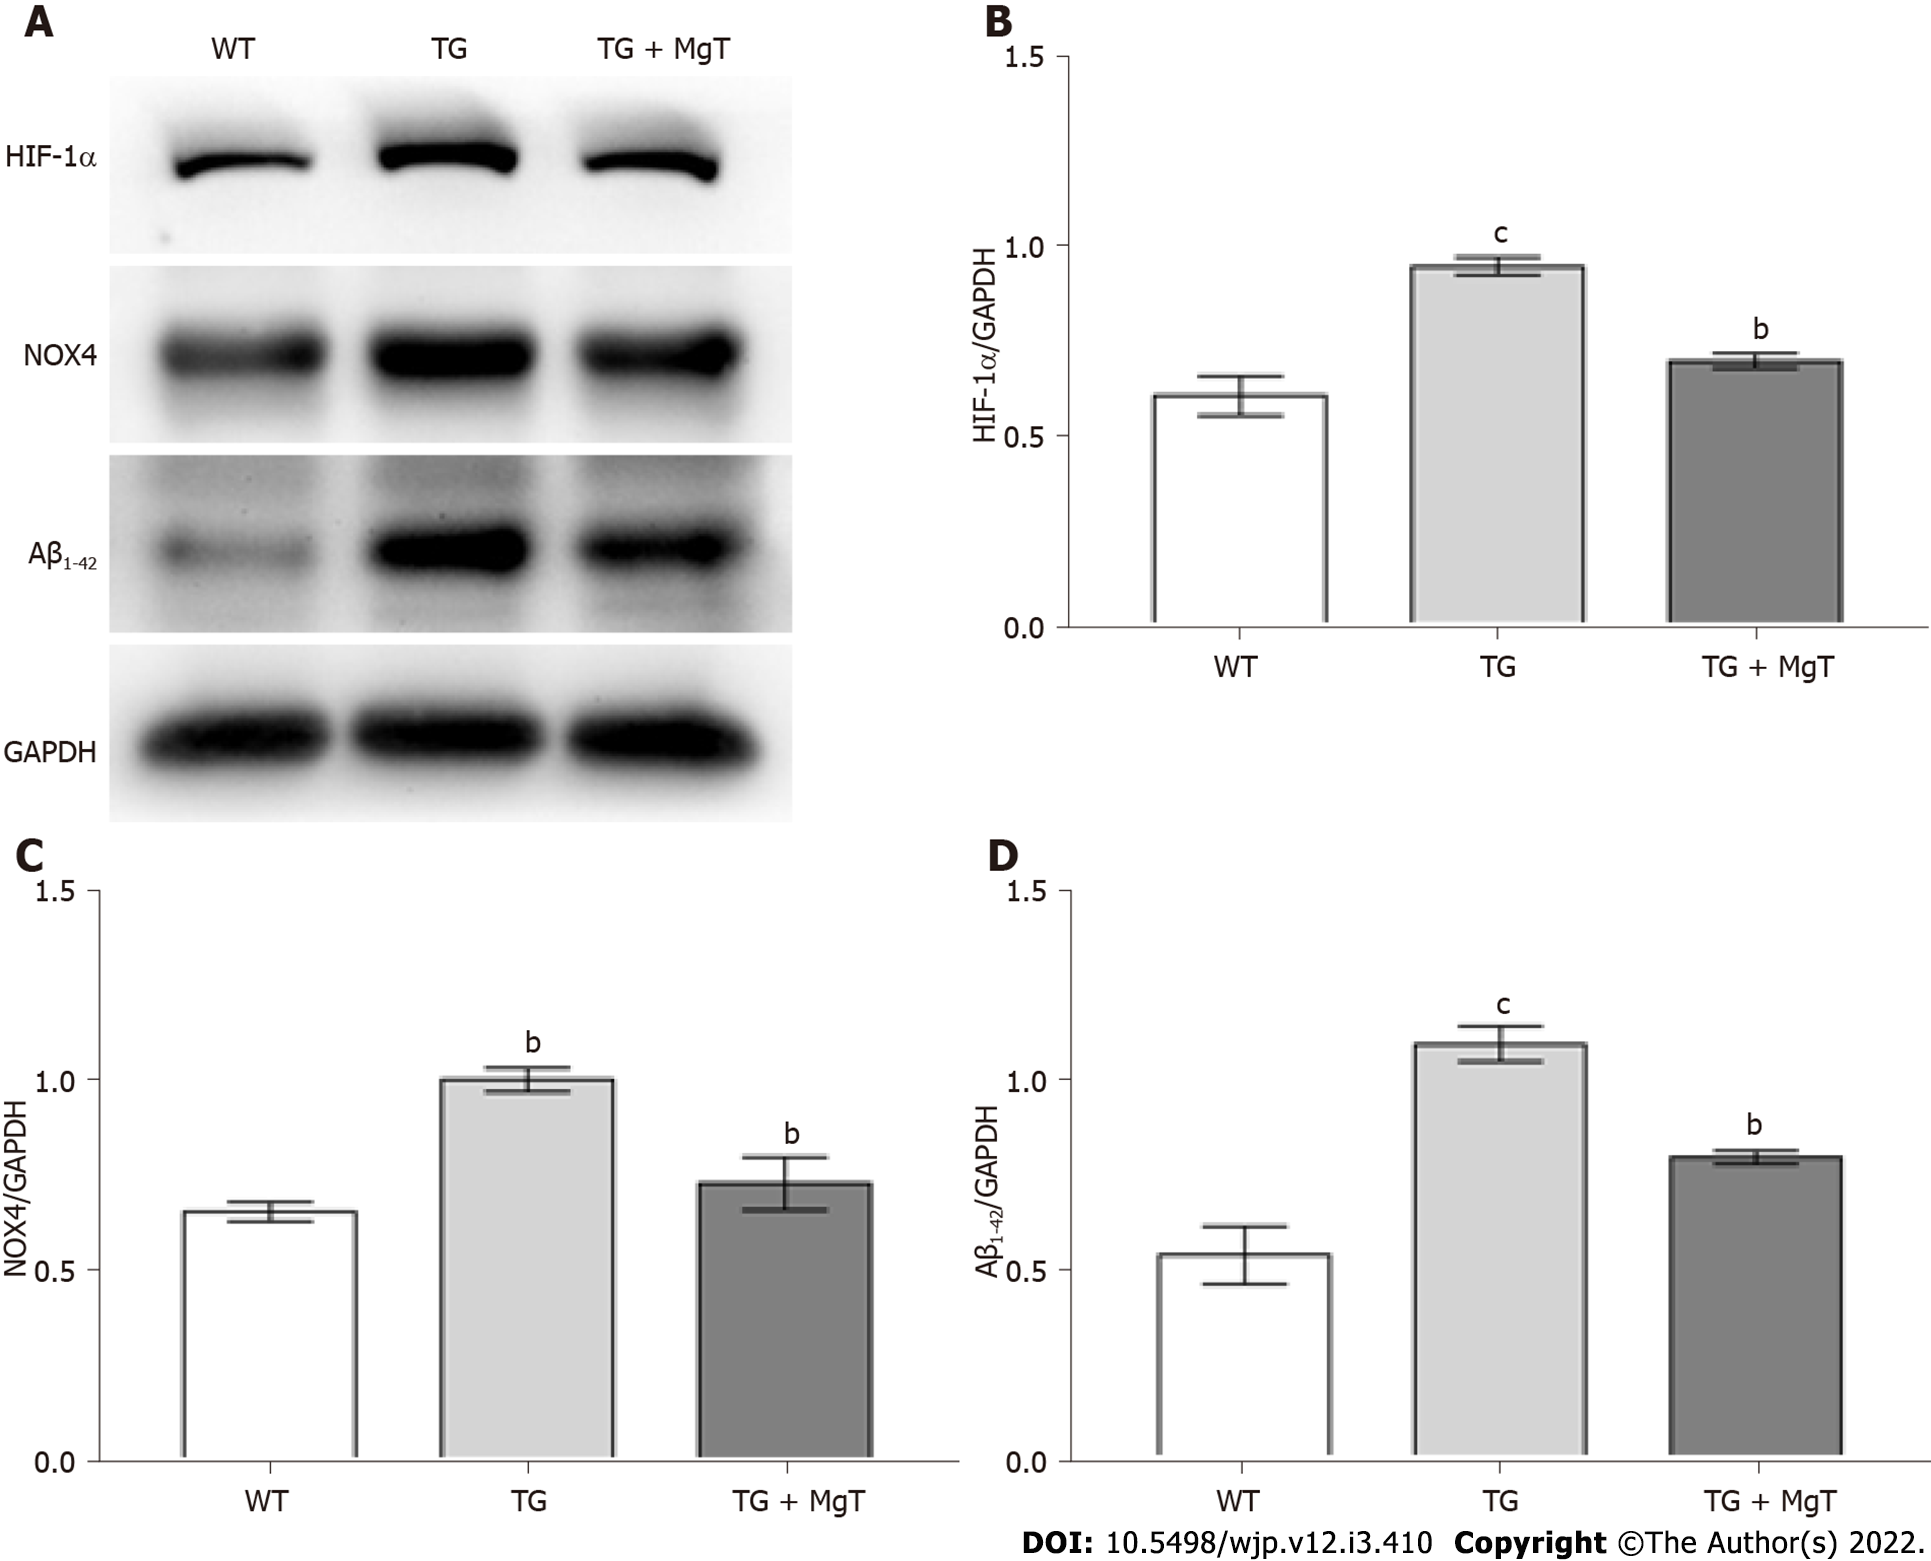 A
WT TG TG + MgT
HIF-1α
NOX4
Aβ1-42
GAPDH
B
1.5
1.0
0.5
0.0
HIF-1α/GAPDH
c
b
WT TG TG + MgT
C
1.5
1.0
0.5
0.0
NOX4/GAPDH
b
b
WT TG TG + MgT
D
1.5
1.0
0.5
0.0
Aβ1-42/GAPDH
c
b
WT TG TG + MgT
DOI: 10.5498/wjp.v12.i3.410 Copyright ©The Author(s) 2022.